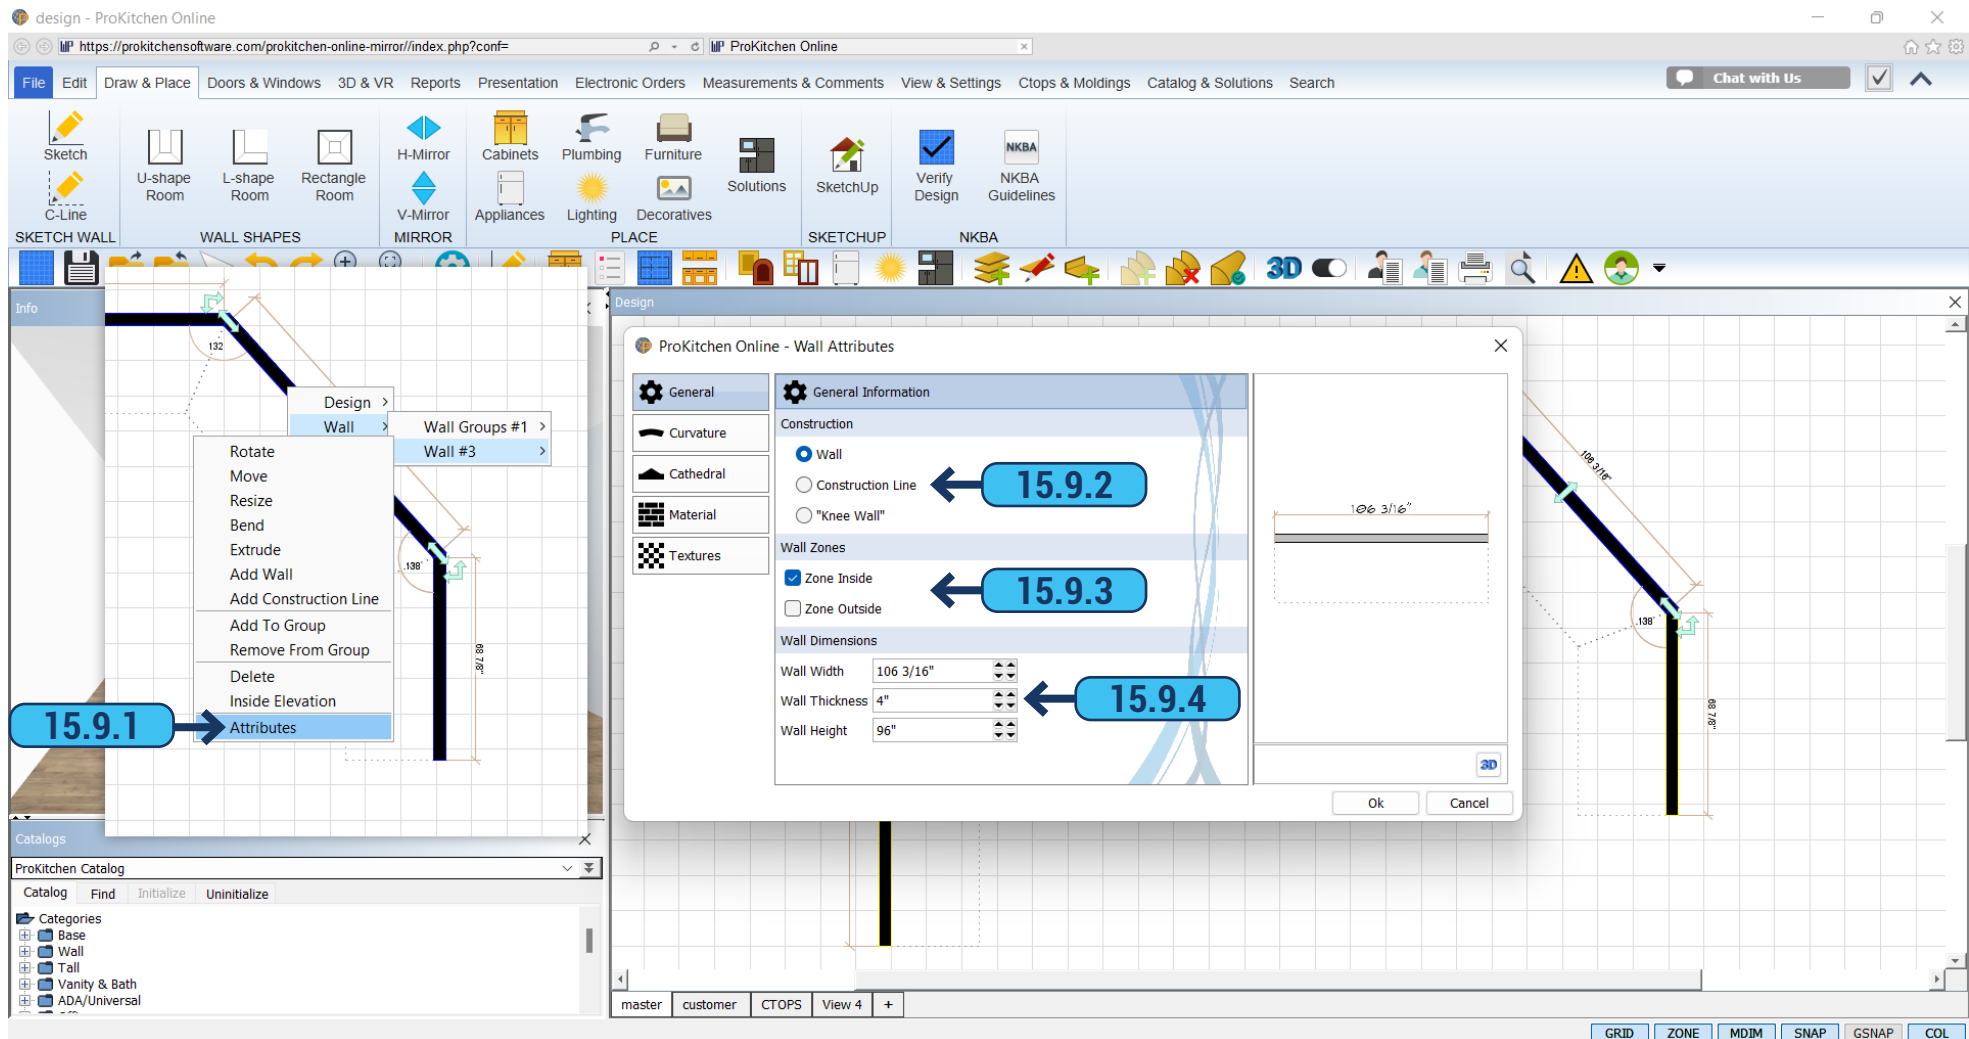 design - ProKitchen Online
https://prokitchensoftware.com/prokitchen-online-mirror//index.php?conf=
ProKitchen Online
File Edit Draw & Place Doors & Windows 3D & VR Reports Presentation Electronic Orders Measurements & Comments View & Settings Ctops & Moldings Catalog & Solutions Search
Chat with Us
Sketch
C-Line
SKETCH WALL
U-shape Room
L-shape Room
Rectangle Room
WALL SHAPES
H-Mirror
V-Mirror
MIRROR
Cabinets
Plumbing
Furniture
Appliances
Lighting
Decoratives
Solutions
PLACE
SketchUp
SKETCHUP
Verify Design
NKBA
NKBA Guidelines
NKBA
3D
Info
Design
132
Design
Wall
Wall Groups #1
Wall #3
Rotate
Move
Resize
Bend
Extrude
Add Wall
Add Construction Line
Add To Group
Remove From Group
Delete
Inside Elevation
Attributes
15.9.1
138
68 7/8"
ProKitchen Online - Wall Attributes
General
Curvature
Cathedral
Material
Textures
General Information
Construction
Wall
Construction Line
"Knee Wall"
15.9.2
Wall Zones
Zone Inside
Zone Outside
15.9.3
Wall Dimensions
Wall Width 106 3/16"
Wall Thickness 4"
Wall Height 96"
15.9.4
106 3/16"
3D
Ok
Cancel
106 3/16"
138
68 7/8"
Catalogs
ProKitchen Catalog
Catalog Find Initialize Uninitialize
Categories
Base
Wall
Tall
Vanity & Bath
ADA/Universal
master customer CTOPS View 4 +
GRID ZONE MDIM SNAP GSNAP COL